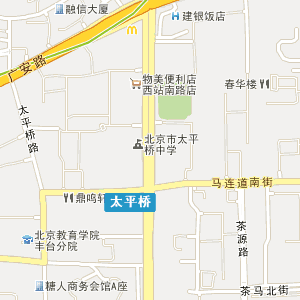 融信大厦
建银饭店
广安路
物美便利店
西站南路店
春华楼
太平桥路
北京市太平
桥中学
马连道南街
鼎鸣轩
太平桥
茶源路
北京教育学院
丰台分院
糖人商务会馆A座
茶马北街